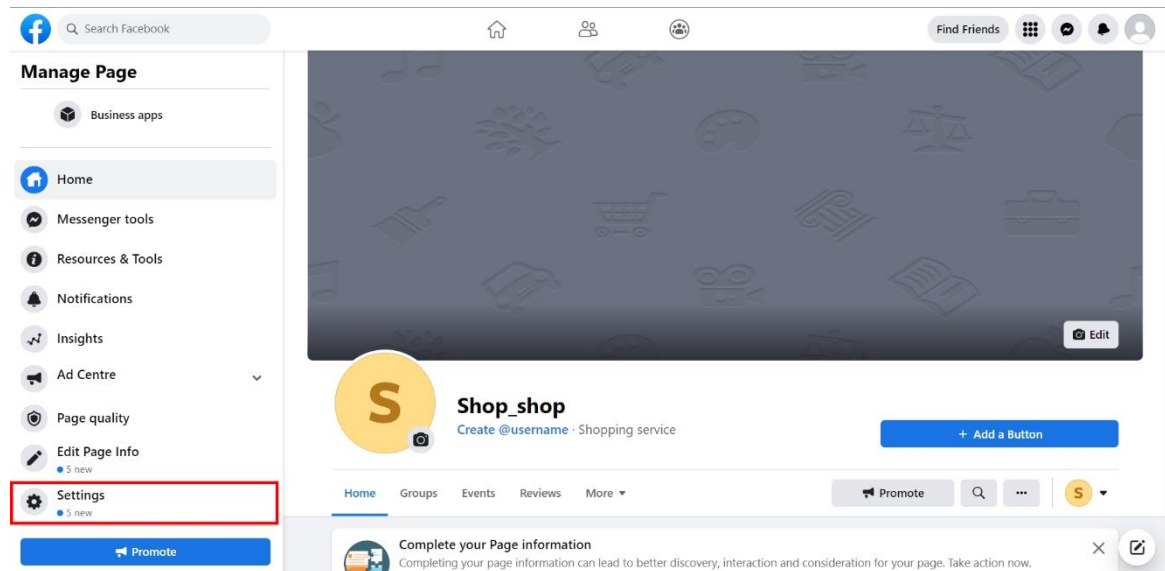 Search Facebook
Find Friends
Manage Page
Business apps
Home
Messenger tools
Resources & Tools
Notifications
Insights
Ad Centre
Page quality
Edit Page Info
5 new
Settings
5 new
Promote
Edit
S
Shop_shop
Create @username · Shopping service
+ Add a Button
Home Groups Events Reviews More
Promote
S
Complete your Page information
Completing your page information can lead to better discovery, interaction and consideration for your page. Take action now.